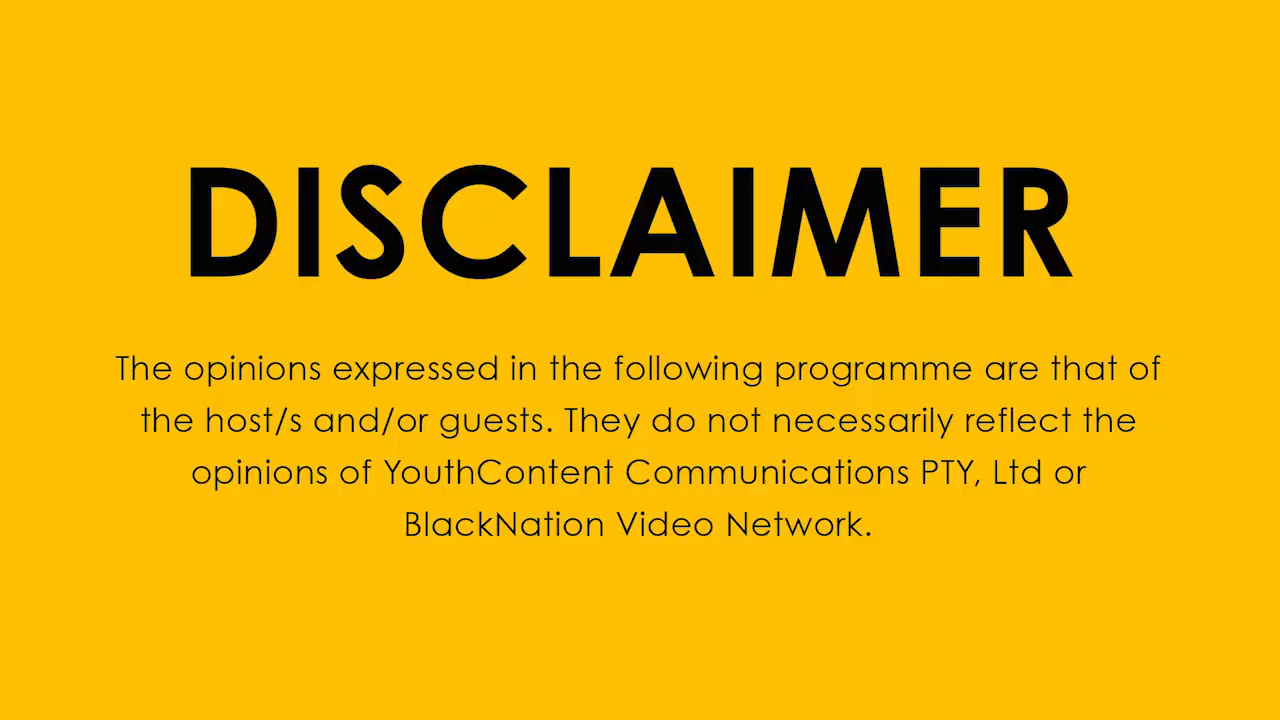 DISCLAIMER
The opinions expressed in the following programme are that of
the host/s and/or guests. They do not necessarily reflect the
opinions of YouthContent Communications PTY, Ltd or
BlackNation Video Network.